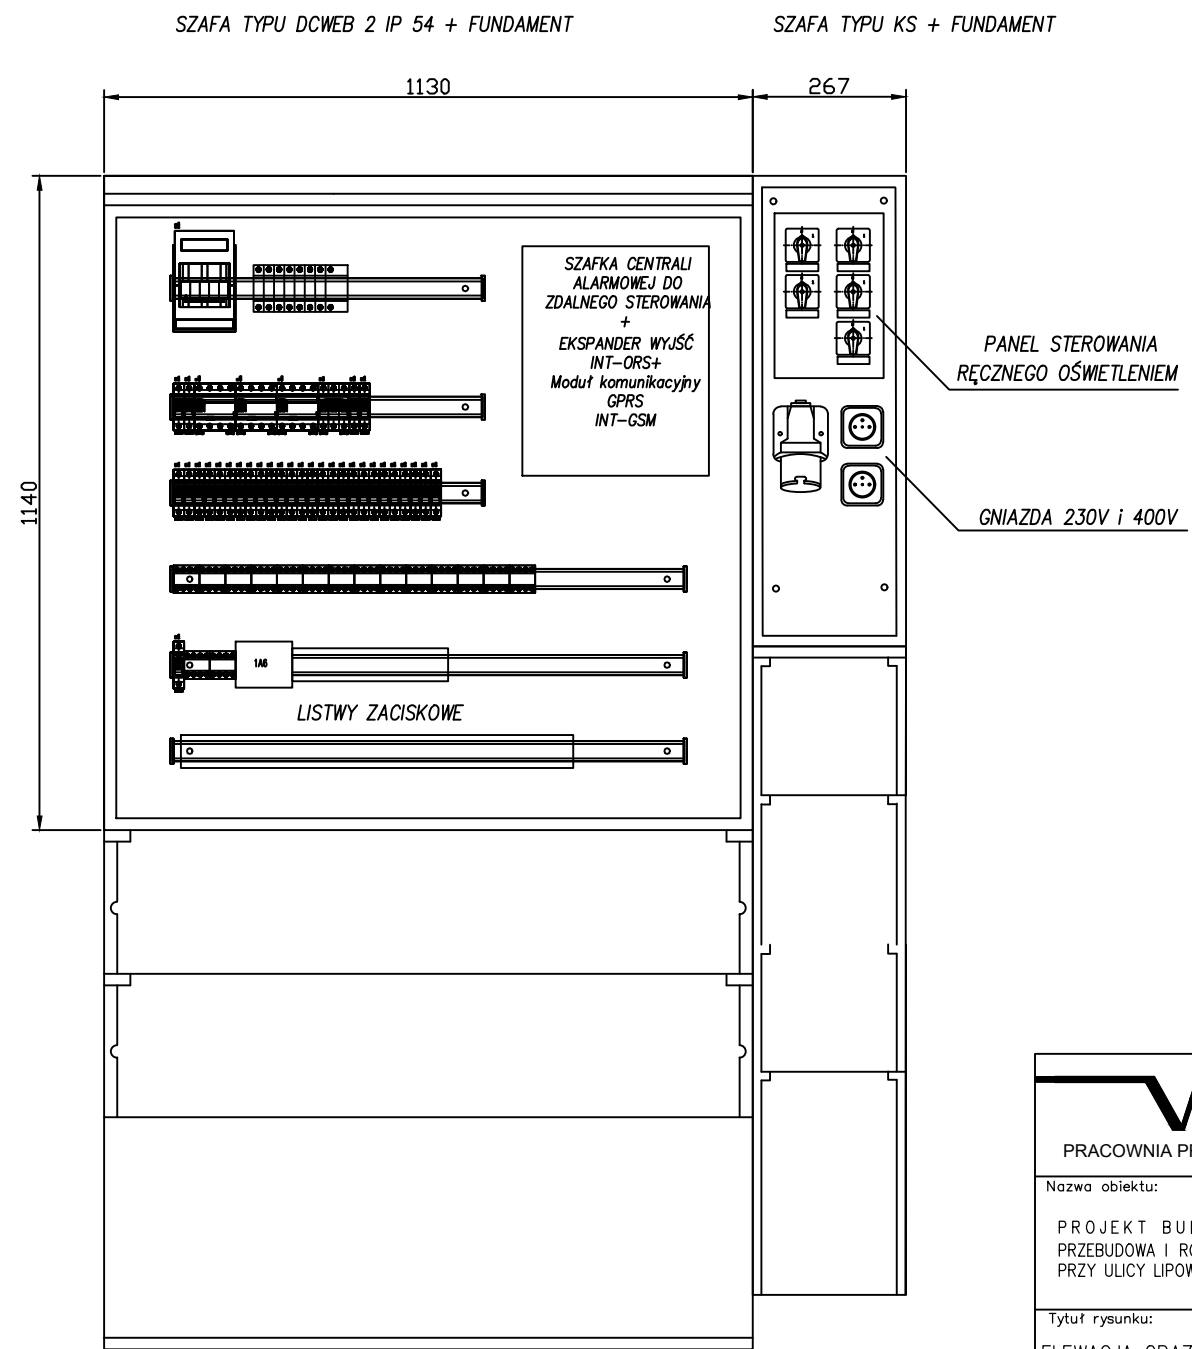 SZAFA TYPU DCWEB 2 IP 54 + FUNDAMENT
SZAFA TYPU KS + FUNDAMENT
1130
267
1140
SZAFKA CENTRALI
ALARMOWEJ DO
ZDALNEGO STEROWANIA
+
EKSPANDER WYJŚĆ
INT-ORS+
Moduł komunikacyjny
GPRS
INT-GSM
PANEL STEROWANIA
RĘCZNEGO OŚWIETLENIEM
GNIAZDA 230V i 400V
1A6
LISTWY ZACISKOWE
PRACOWNIA
Nazwa obiektu:
PROJEKT
PRZEBUDOWA I
PRZY ULICY
Tytuł rysunku: